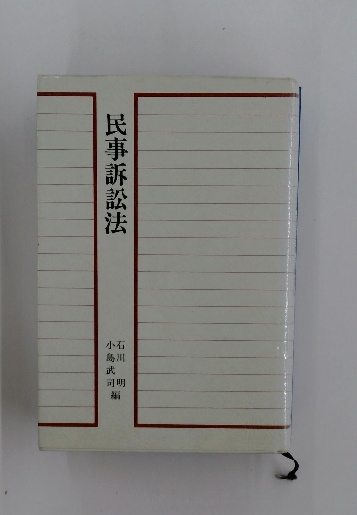 民事訴訟法
石川明
小島武司
編